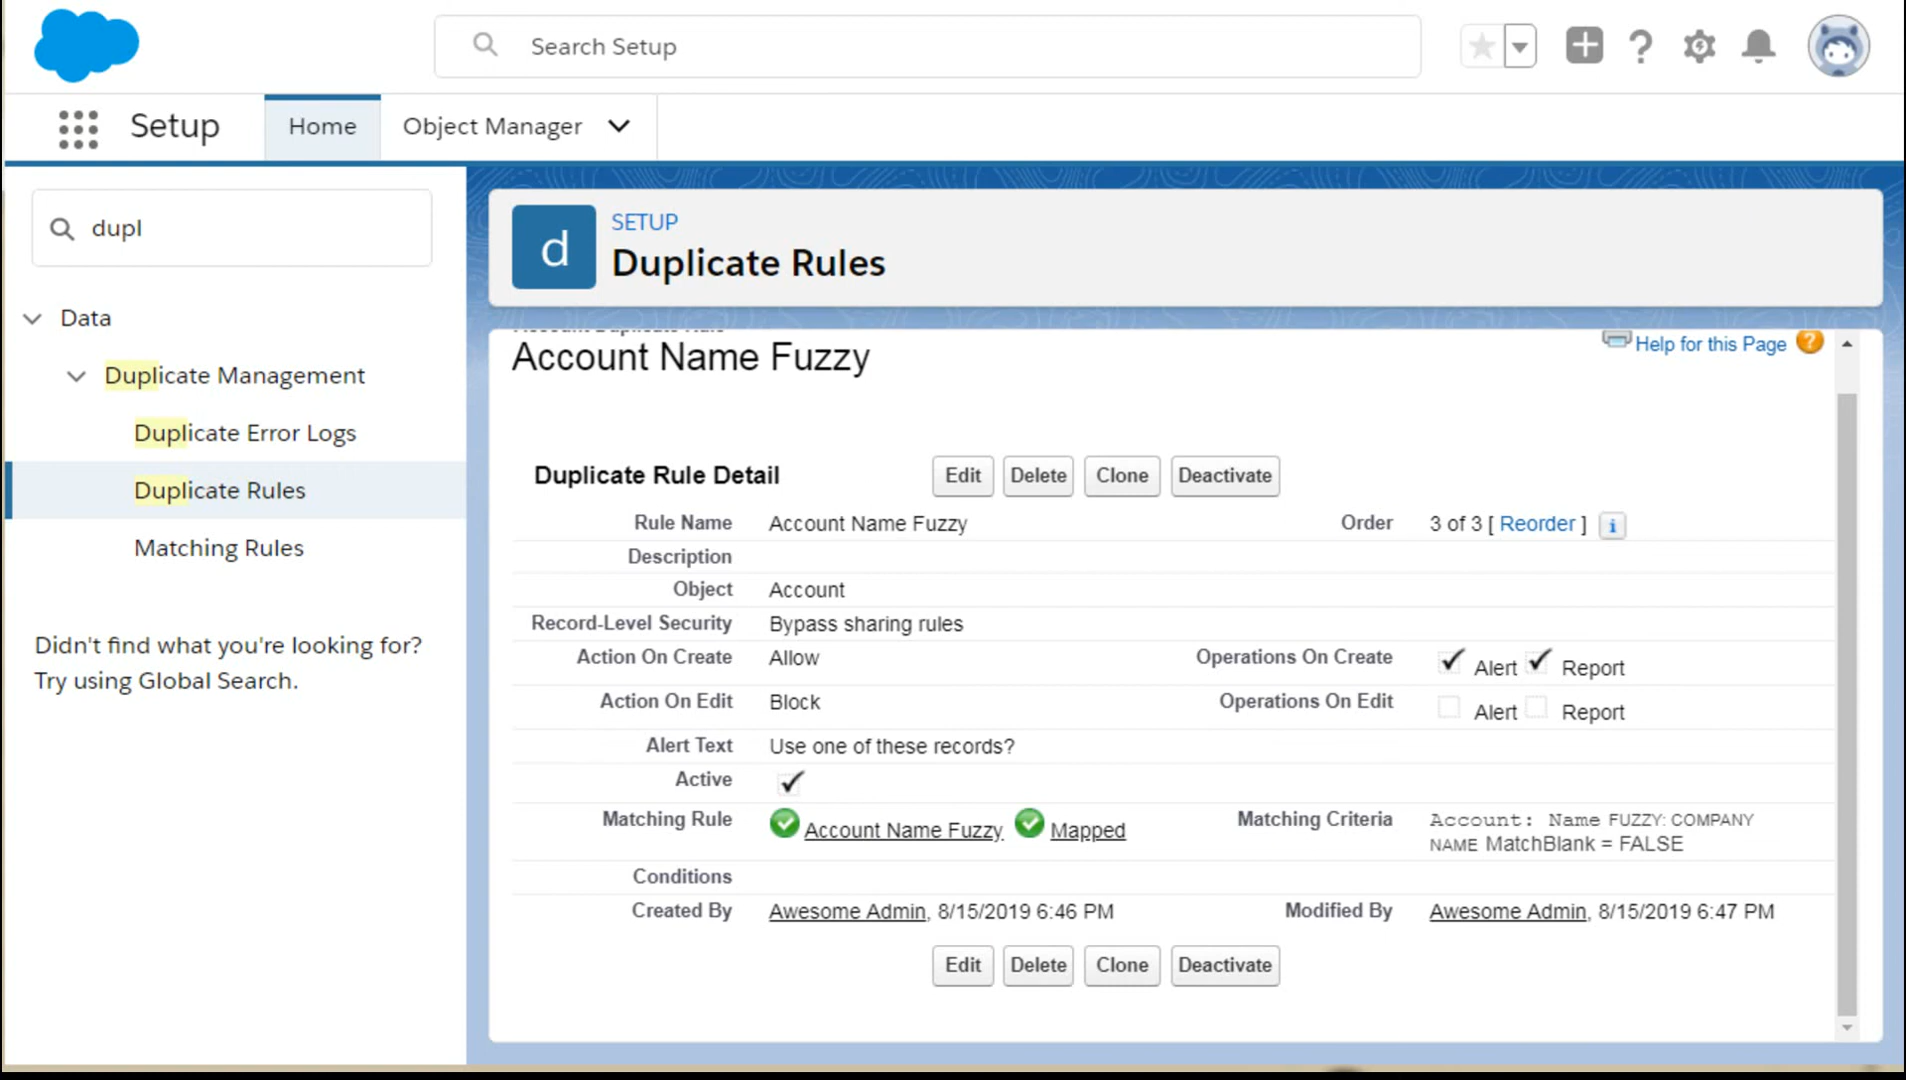 Search Setup
Setup
Home
Object Manager
dupl
Data
Duplicate Management
Duplicate Error Logs
Duplicate Rules
Matching Rules
Didn't find what you're looking for?
Try using Global Search.
d
SETUP
Duplicate Rules
Account Duplicate Rule
Account Name Fuzzy
Help for this Page ?
Duplicate Rule Detail Edit Delete Clone Deactivate
Rule Name Account Name Fuzzy Order 3 of 3 [ Reorder ] i
Description
Object Account
Record-Level Security Bypass sharing rules
Action On Create Allow Operations On Create Alert Report
Action On Edit Block Operations On Edit Alert Report
Alert Text Use one of these records?
Active
Matching Rule Account Name Fuzzy Mapped Matching Criteria Account: Name FUZZY: COMPANY
NAME MatchBlank = FALSE
Conditions
Created By Awesome Admin, 8/15/2019 6:46 PM Modified By Awesome Admin, 8/15/2019 6:47 PM
Edit Delete Clone Deactivate